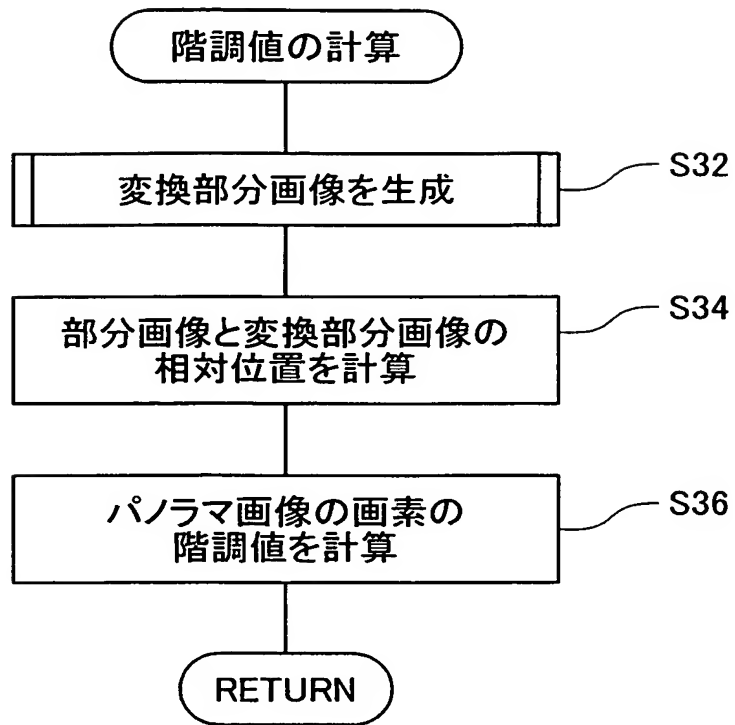 階調値の計算
変換部分画像を生成
S32
部分画像と変換部分画像の
相対位置を計算
S34
パノラマ画像の画素の
階調値を計算
S36
RETURN